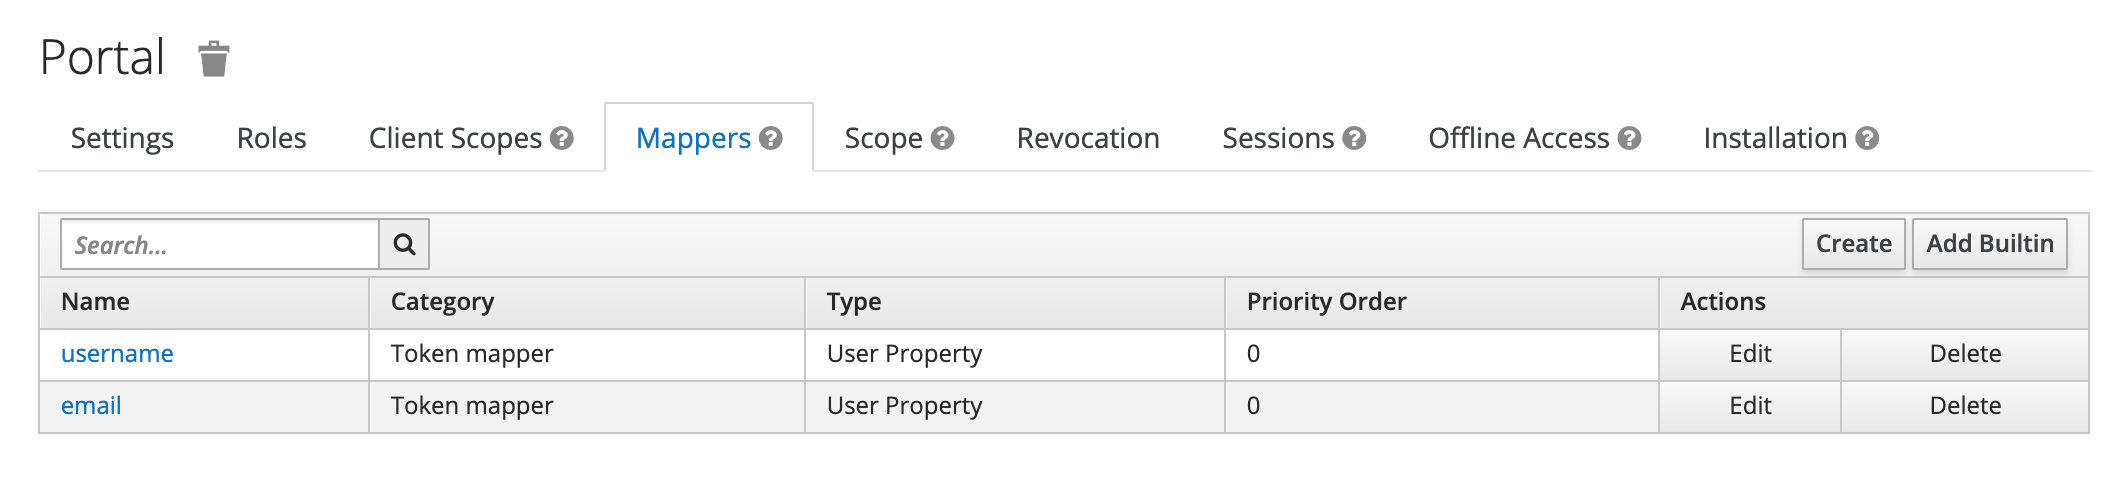 Portal
Settings Roles Client Scopes ? Mappers ? Scope ? Revocation Sessions ? Offline Access ? Installation ?
Search... Create Add Builtin
Name Category Type Priority Order Actions
username Token mapper User Property 0 Edit Delete
email Token mapper User Property 0 Edit Delete